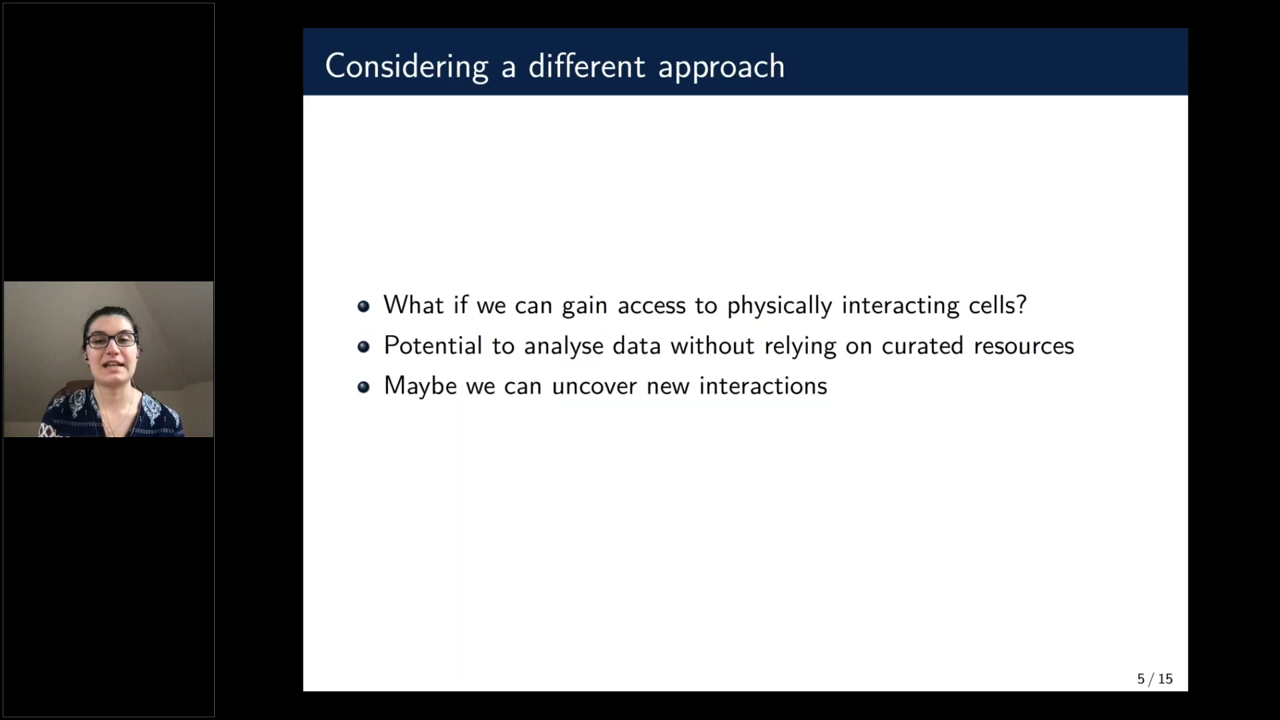 Considering a different approach
What if we can gain access to physically interacting cells?
Potential to analyse data without relying on curated resources
Maybe we can uncover new interactions
5 / 15